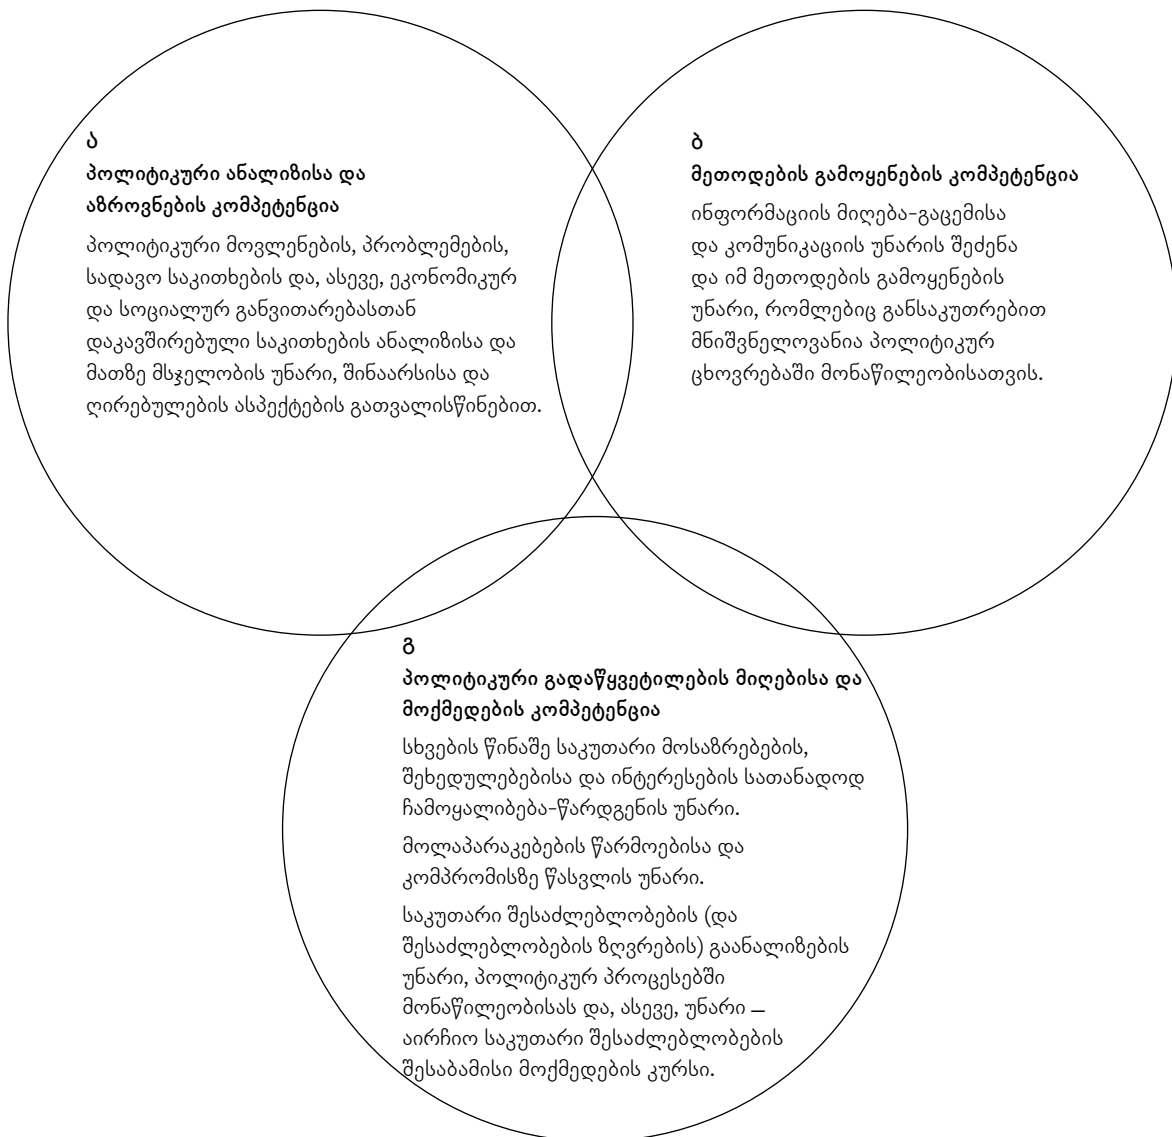 ა
პოლიტიკური ანალიზისა და
აზროვნების კომპეტენცია
პოლიტიკური მოვლენების, პრობლემების,
სადავო საკითხების და, ასევე, ეკონომიკურ
და სოციალურ განვითარებასთან
დაკავშირებული საკითხების ანალიზისა და
მათზე მსჯელობის უნარი, შინაარსისა და
ღირებულების ასპექტების გათვალისწინებით.
ბ
მეთოდების გამოყენების კომპეტენცია
ინფორმაციის მიღება-გაცემისა
და კომუნიკაციის უნარის შეძენა
და იმ მეთოდების გამოყენების
უნარი, რომლებიც განსაკუთრებით
მნიშვნელოვანია პოლიტიკურ
ცხოვრებაში მონაწილეობისათვის.
გ
პოლიტიკური გადაწყვეტილების მიღებისა და
მოქმედების კომპეტენცია
სხვების წინაშე საკუთარი მოსაზრებების,
შეხედულებებისა და ინტერესების სათანადოდ
ჩამოყალიბება-წარდგენის უნარი.
მოლაპარაკებების წარმოებისა და
კომპრომისზე წასვლის უნარი.
საკუთარი შესაძლებლობების (და
შესაძლებლობების ზღვრების) გაანალიზების
უნარი, პოლიტიკურ პროცესებში
მონაწილეობისას და, ასევე, უნარი –
აირჩიო საკუთარი შესაძლებლობების
შესაბამისი მოქმედების კურსი.